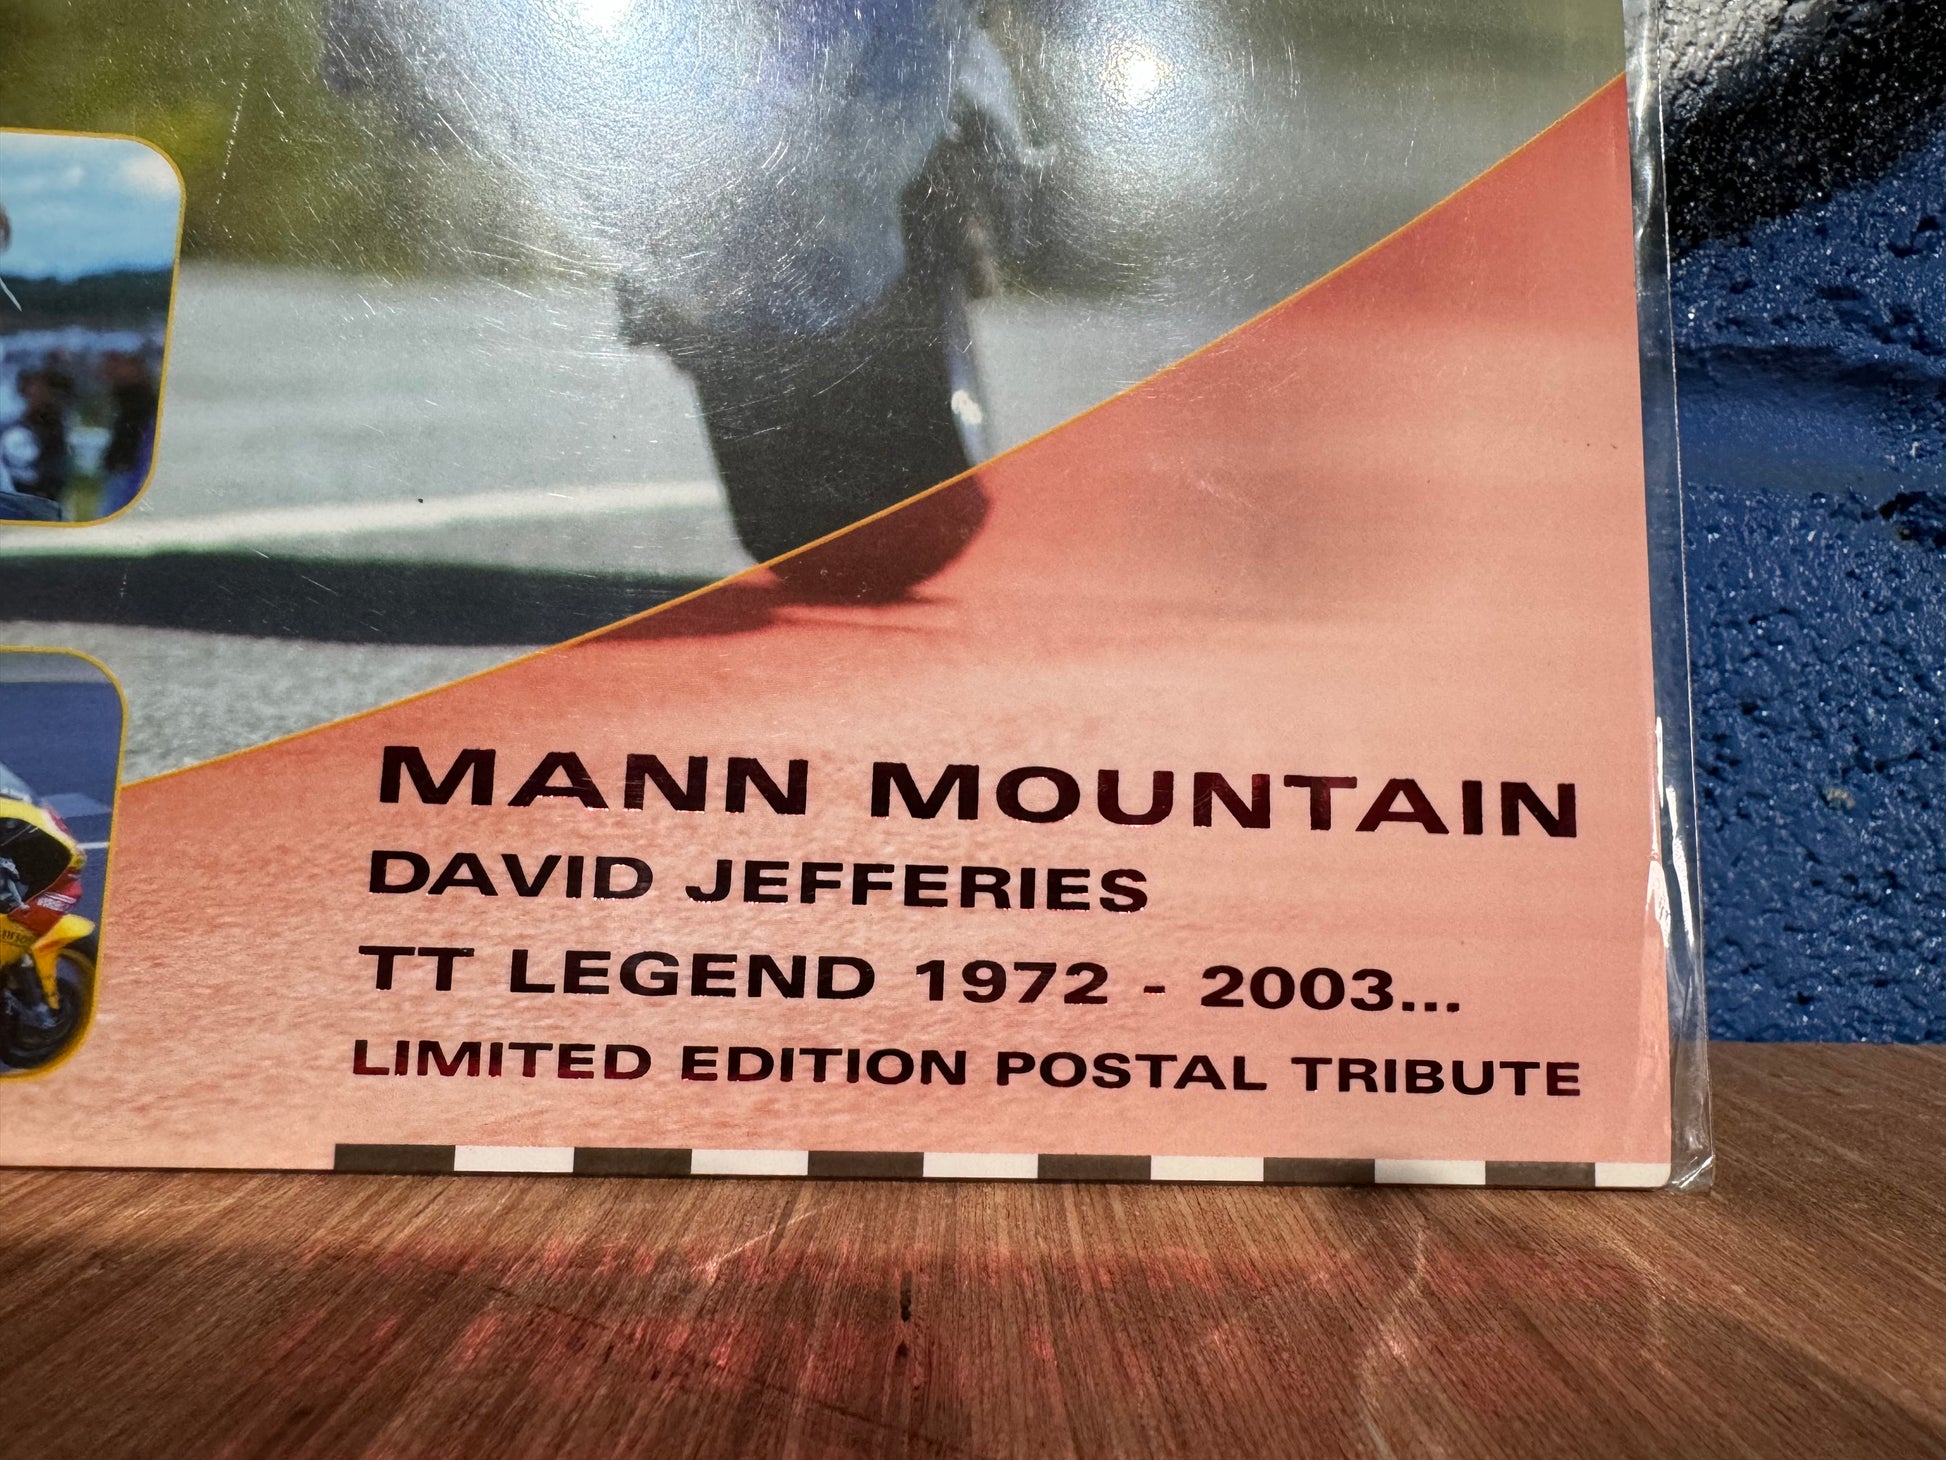 MANN MOUNTAIN
DAVID JEFFERIES
TT LEGEND 1972 - 2003...
LIMITED EDITION POSTAL TRIBUTE